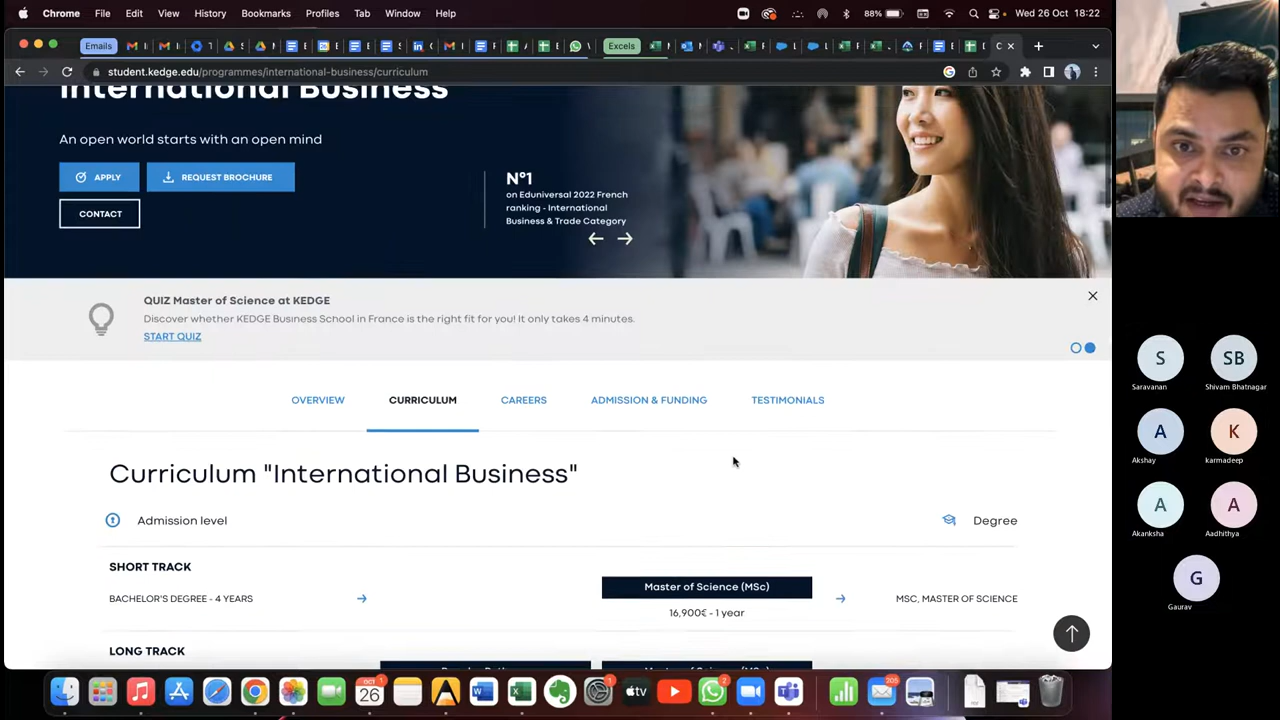 Chrome File Edit View History Bookmarks Profiles Tab Window Help 88% Wed 26 Oct 18:22
Emails Excels
student.kedge.edu/programmes/international-business/curriculum
International Business
An open world starts with an open mind
APPLY REQUEST BROCHURE
CONTACT
N°1
on Eduniversal 2022 French
ranking - International
Business & Trade Category
QUIZ Master of Science at KEDGE
Discover whether KEDGE Business School in France is the right fit for you! It only takes 4 minutes.
START QUIZ
OVERVIEW CURRICULUM CAREERS ADMISSION & FUNDING TESTIMONIALS
Curriculum "International Business"
Admission level Degree
SHORT TRACK
Master of Science (MSc)
BACHELOR'S DEGREE - 4 YEARS MSC, MASTER OF SCIENCE
16,900€ - 1 year
LONG TRACK
S SB
Saravanan Shivam Bhatnagar
A K
Akshay karmadeep
A A
Akanksha Aadhithya
G
Gaurav
OCT
26
tv
205